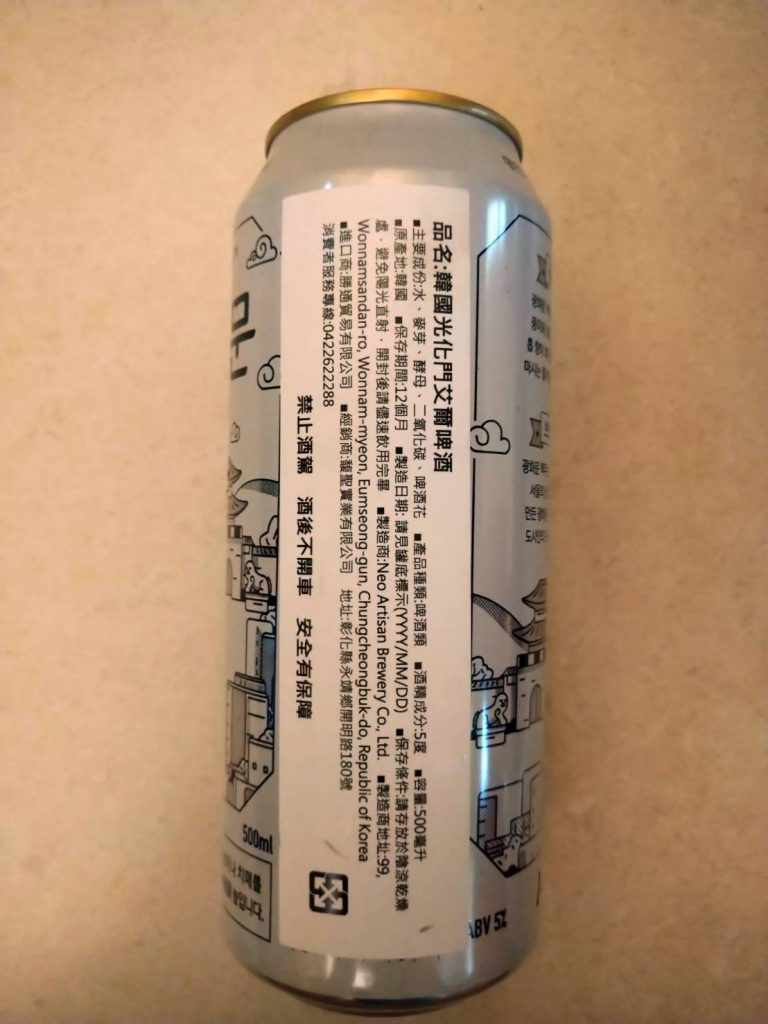 品名:韓國光化門艾爾啤酒
■主要成份:水、麥芽、酵母、二氧化碳、啤酒花 ■產品種類:啤酒類 ■酒精成分:5度 ■容量:500毫升
■原產地:韓國 ■保存期間:12個月 ■製造日期: 請見罐底標示(YYYY/MM/DD) ■保存條件:請存放於陰涼乾燥
處，避免陽光直射，開封後請儘速飲用完畢 ■製造商:Neo Artisan Brewery Co., Ltd. ■製造商地址:99,
Wonnamsandan-ro, Wonnam-myeon, Eumseong-gun, Chungcheongbuk-do, Republic of Korea
■進口商:勝通貿易有限公司 ■經銷商:馥聖實業有限公司 地址:彰化縣永靖鄉開明路180號
消費者服務專線:0422622288
禁止酒駕 酒後不開車 安全有保障
500ml
ABV 5%